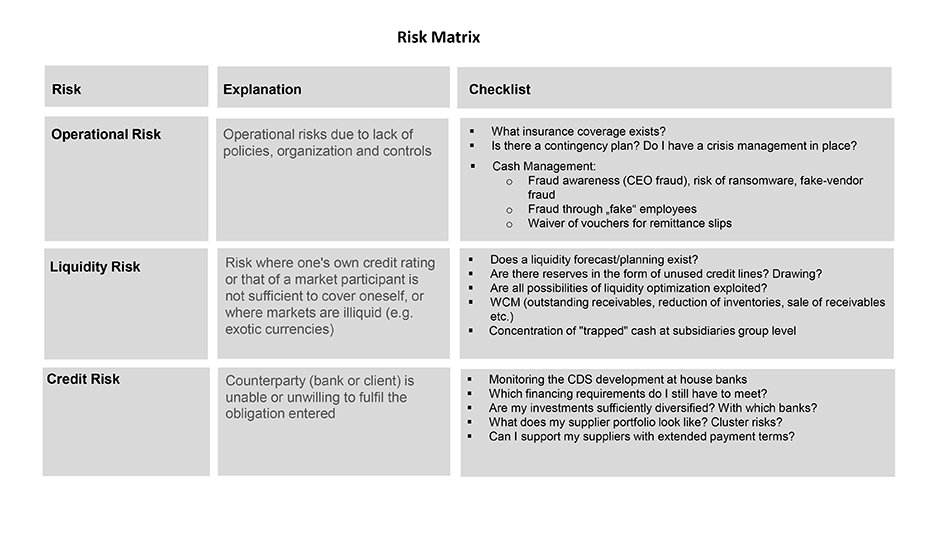 Risk Matrix
Risk
Explanation
Checklist
Operational Risk
Operational risks due to lack of
policies, organization and controls
▪ What insurance coverage exists?
▪ Is there a contingency plan? Do I have a crisis management in place?
▪ Cash Management:
o Fraud awareness (CEO fraud), risk of ransomware, fake-vendor
fraud
o Fraud through „fake“ employees
o Waiver of vouchers for remittance slips
Liquidity Risk
Risk where one's own credit rating
or that of a market participant is
not sufficient to cover oneself, or
where markets are illiquid (e.g.
exotic currencies)
▪ Does a liquidity forecast/planning exist?
▪ Are there reserves in the form of unused credit lines? Drawing?
▪ Are all possibilities of liquidity optimization exploited?
▪ WCM (outstanding receivables, reduction of inventories, sale of receivables
etc.)
▪ Concentration of "trapped" cash at subsidiaries group level
Credit Risk
Counterparty (bank or client) is
unable or unwilling to fulfil the
obligation entered
▪ Monitoring the CDS development at house banks
▪ Which financing requirements do I still have to meet?
▪ Are my investments sufficiently diversified? With which banks?
▪ What does my supplier portfolio look like? Cluster risks?
▪ Can I support my suppliers with extended payment terms?